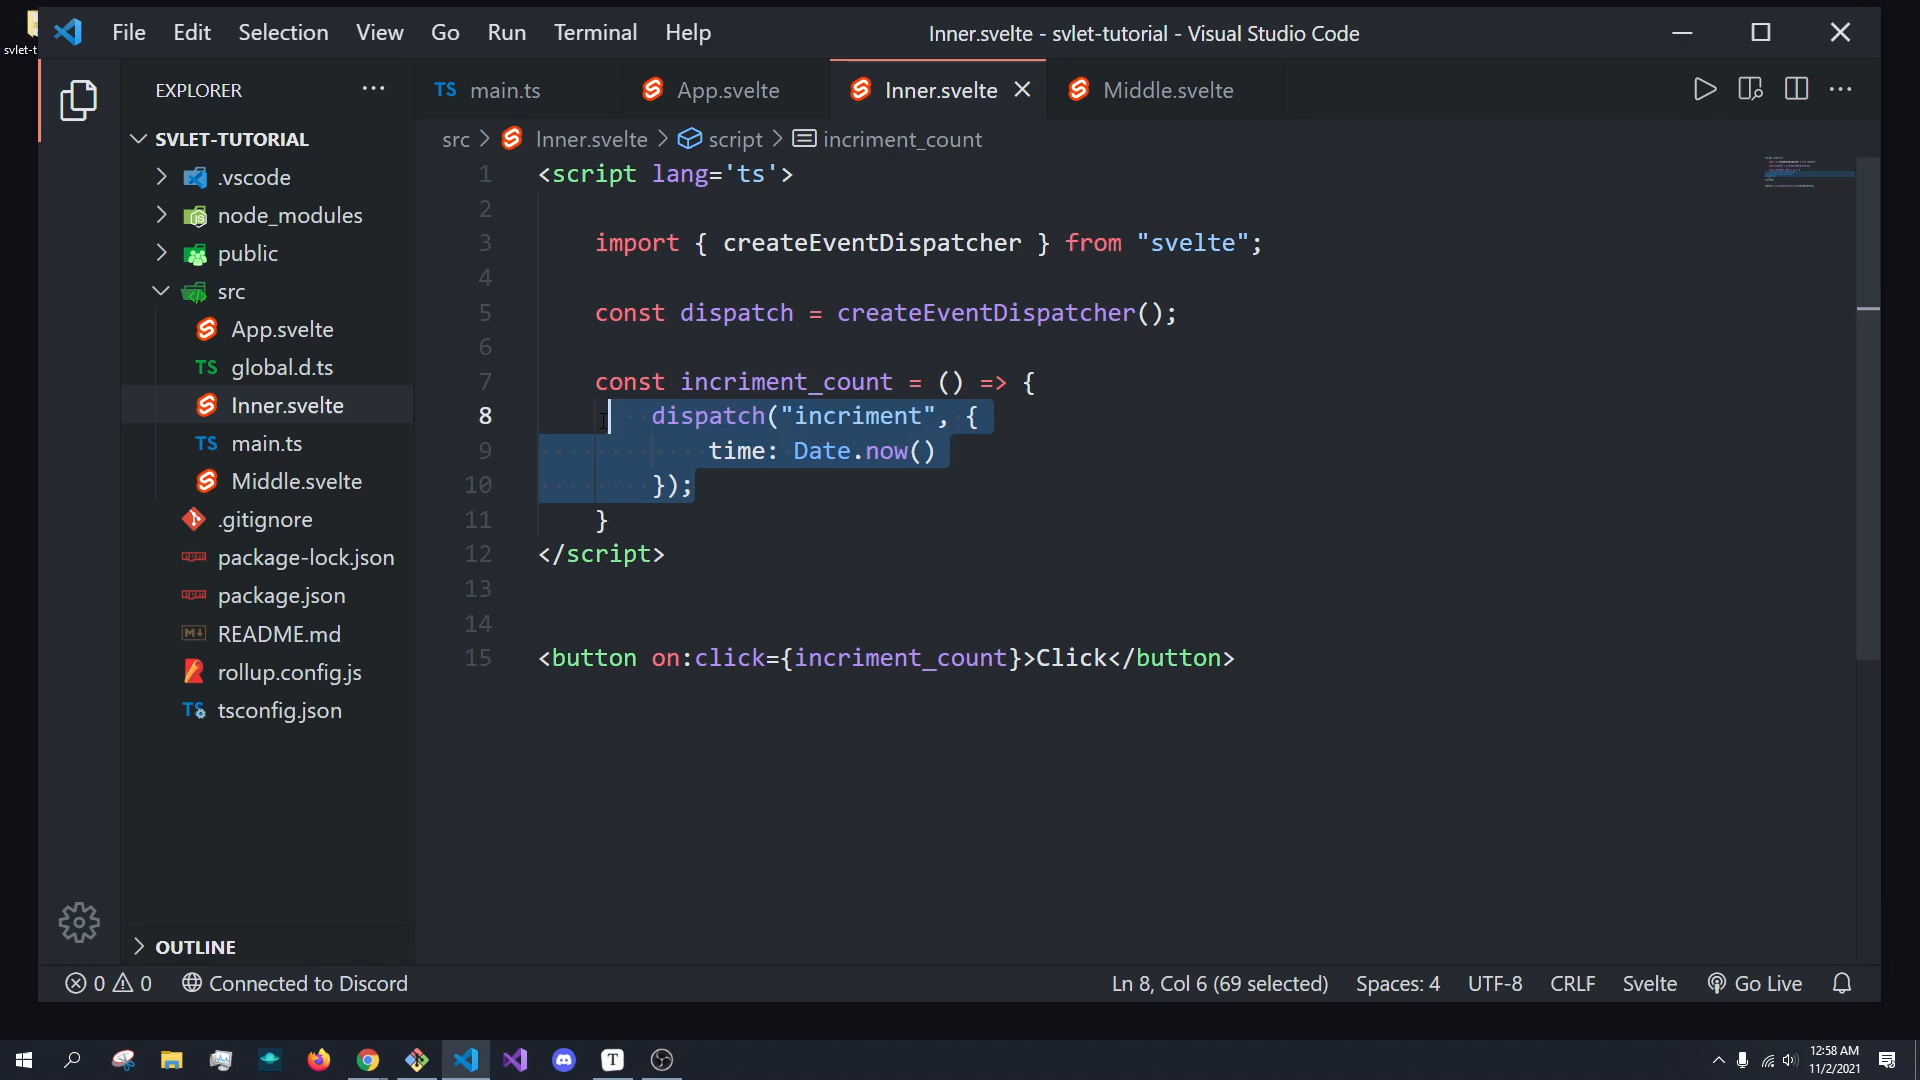 svlet-t
File Edit Selection View Go Run Terminal Help
Inner.svelte - svlet-tutorial - Visual Studio Code
EXPLORER
TS main.ts
App.svelte
Inner.svelte
Middle.svelte
SVLET-TUTORIAL
.vscode
node_modules
public
src
App.svelte
TS global.d.ts
Inner.svelte
TS main.ts
Middle.svelte
.gitignore
package-lock.json
package.json
README.md
rollup.config.js
TS tsconfig.json
OUTLINE
src > Inner.svelte > script > incriment_count
1 <script lang='ts'>
2
3 import { createEventDispatcher } from "svelte";
4
5 const dispatch = createEventDispatcher();
6
7 const incriment_count = () => {
8 dispatch("incriment", {
9 time: Date.now()
10 });
11 }
12 </script>
13
14
15 <button on:click={incriment_count}>Click</button>
0 0 Connected to Discord
Ln 8, Col 6 (69 selected) Spaces: 4 UTF-8 CRLF Svelte Go Live
12:58 AM
11/2/2021